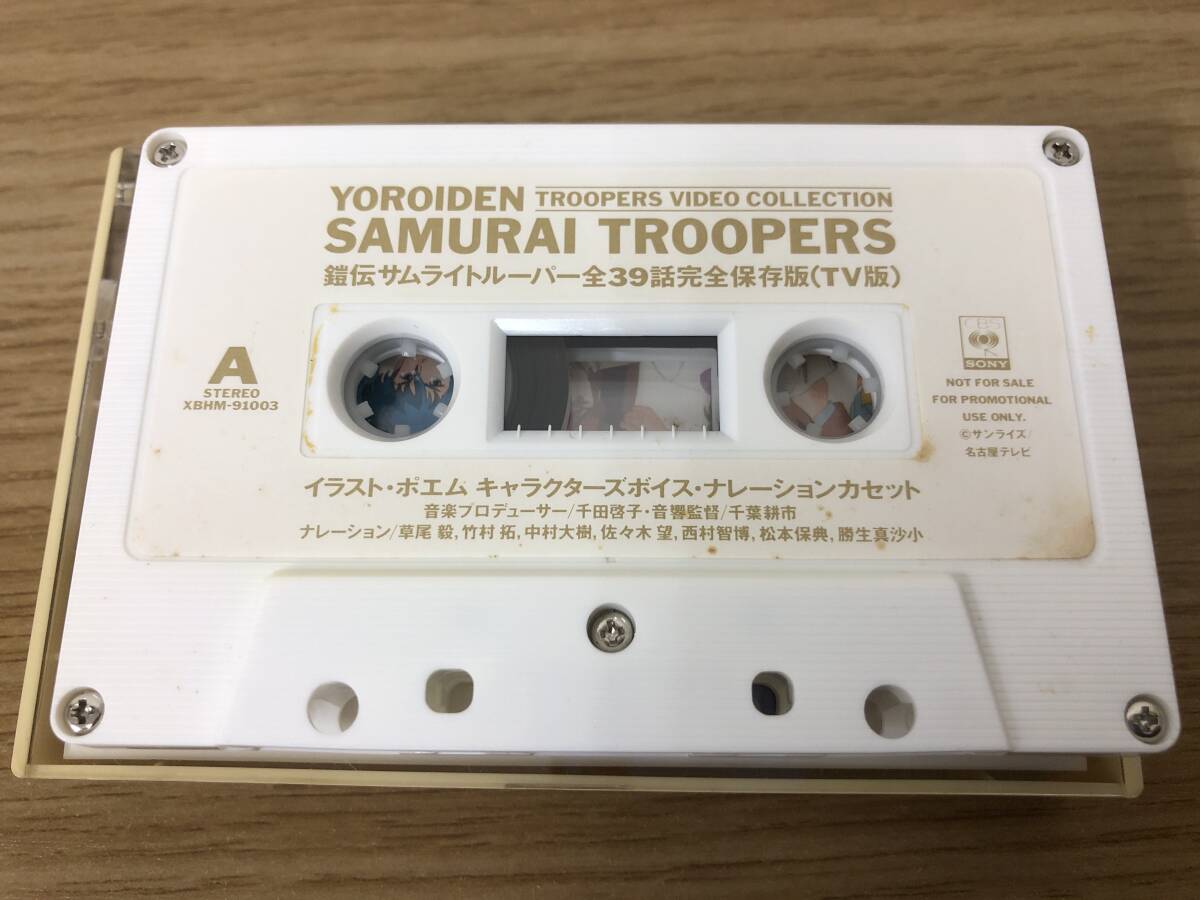 YOROIDEN TROOPERS VIDEO COLLECTION
SAMURAI TROOPERS
鎧伝サムライトルーパー全39話完全保存版(TV版)
A
STEREO
XBHM-91003
CBS
SONY
NOT FOR SALE
FOR PROMOTIONAL
USE ONLY.
©サンライズ/
名古屋テレビ
イラスト・ポエム キャラクターズボイス・ナレーションカセット
音楽プロデューサー/千田啓子・音響監督/千葉耕市
ナレーション/草尾 毅, 竹村 拓, 中村大樹, 佐々木 望, 西村智博, 松本保典, 勝生真沙小